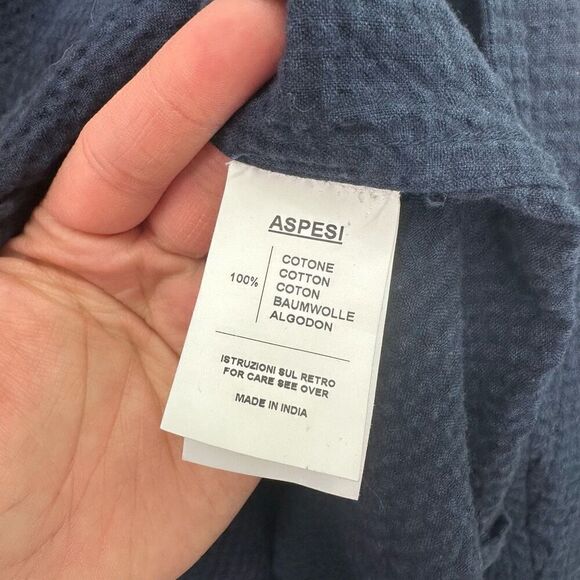 ASPESI
100%
COTONE
COTTON
COTON
BAUMWOLLE
ALGODON
ISTRUZIONI SUL RETRO
FOR CARE SEE OVER
MADE IN INDIA